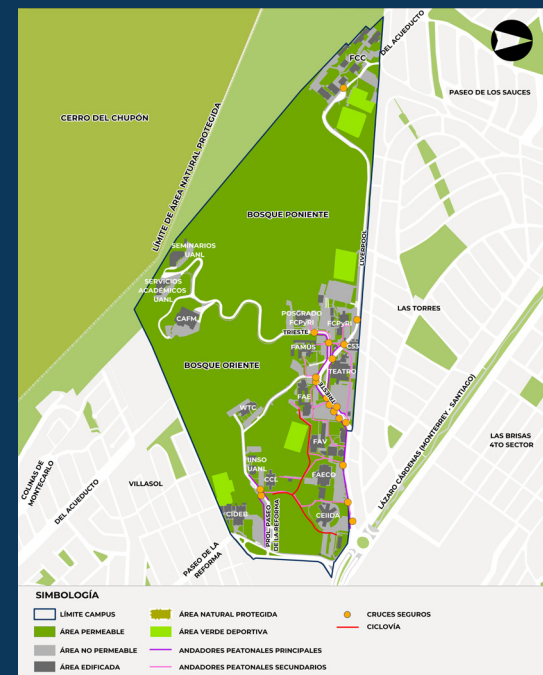 FCC
DEL ACUEDUCTO
PASEO DE LOS SAUCES
CERRO DEL CHUPÓN
LÍMITE DE ÁREA NATURAL PROTEGIDA
BOSQUE PONIENTE
LIVERPOOL
SEMINARIOS
UANL
SERVICIOS
ACADÉMICOS
UANL
CAFM
POSGRADO
FCPyRI
FCPyRI
LAS TORRES
TRIESTE
FAMUS
TEATRO
BOSQUE ORIENTE
TRIESTE
FAE
WTC
LÁZARO CÁRDENAS (MONTERREY - SANTIAGO)
FAV
LAS BRISAS
4TO SECTOR
UANL
CCL
FAECO
COLINAS DE
MONTECARLO
DEL ACUEDUCTO
VILLASOL
CIDEB
CEIIDA
PROL. PASEO
DE LA REFORMA
PASEO DE LA
REFORMA
SIMBOLOGÍA
LÍMITE CAMPUS
ÁREA NATURAL PROTEGIDA
CRUCES SEGUROS
ÁREA PERMEABLE
ÁREA VERDE DEPORTIVA
CICLOVÍA
ÁREA NO PERMEABLE
ANDADORES PEATONALES PRINCIPALES
ÁREA EDIFICADA
ANDADORES PEATONALES SECUNDARIOS